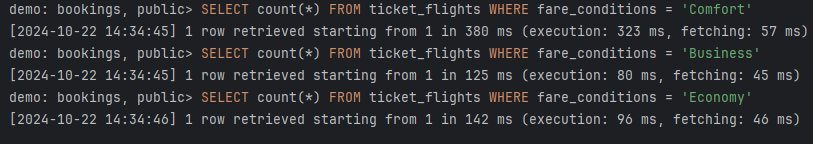 demo: bookings, public> SELECT count(*) FROM ticket_flights WHERE fare_conditions = 'Comfort'
[2024-10-22 14:34:45] 1 row retrieved starting from 1 in 380 ms (execution: 323 ms, fetching: 57 ms)
demo: bookings, public> SELECT count(*) FROM ticket_flights WHERE fare_conditions = 'Business'
[2024-10-22 14:34:45] 1 row retrieved starting from 1 in 125 ms (execution: 80 ms, fetching: 45 ms)
demo: bookings, public> SELECT count(*) FROM ticket_flights WHERE fare_conditions = 'Economy'
[2024-10-22 14:34:46] 1 row retrieved starting from 1 in 142 ms (execution: 96 ms, fetching: 46 ms)